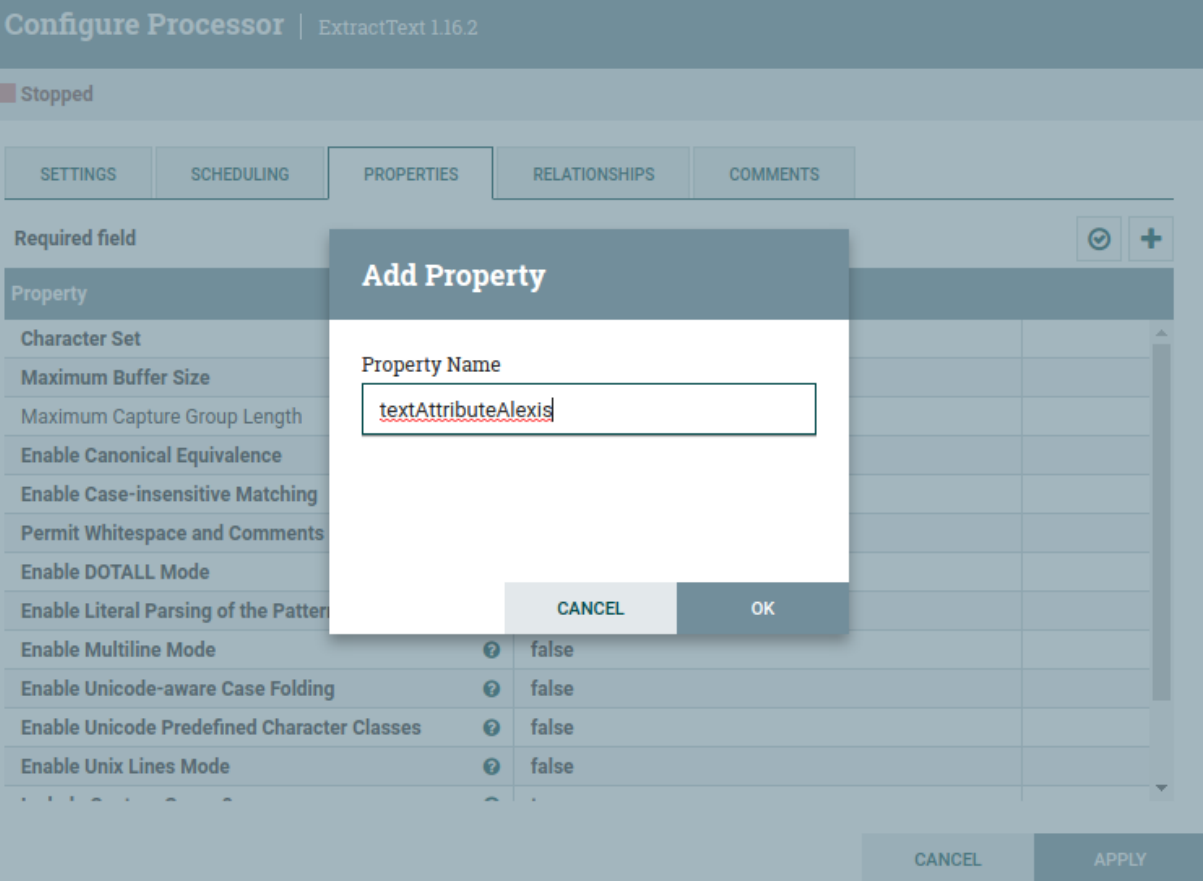 Configure Processor | ExtractText 1.16.2
Stopped
SETTINGS SCHEDULING PROPERTIES RELATIONSHIPS COMMENTS
Required field
Property
Add Property
Property Name
textAttributeAlexis
CANCEL OK
Character Set
Maximum Buffer Size
Maximum Capture Group Length
Enable Canonical Equivalence
Enable Case-insensitive Matching
Permit Whitespace and Comments
Enable DOTALL Mode
Enable Literal Parsing of the
Enable Multiline Mode false
Enable Unicode-aware Case Folding false
Enable Unicode Predefined Character Classes false
Enable Unix Lines Mode false
CANCEL APPLY